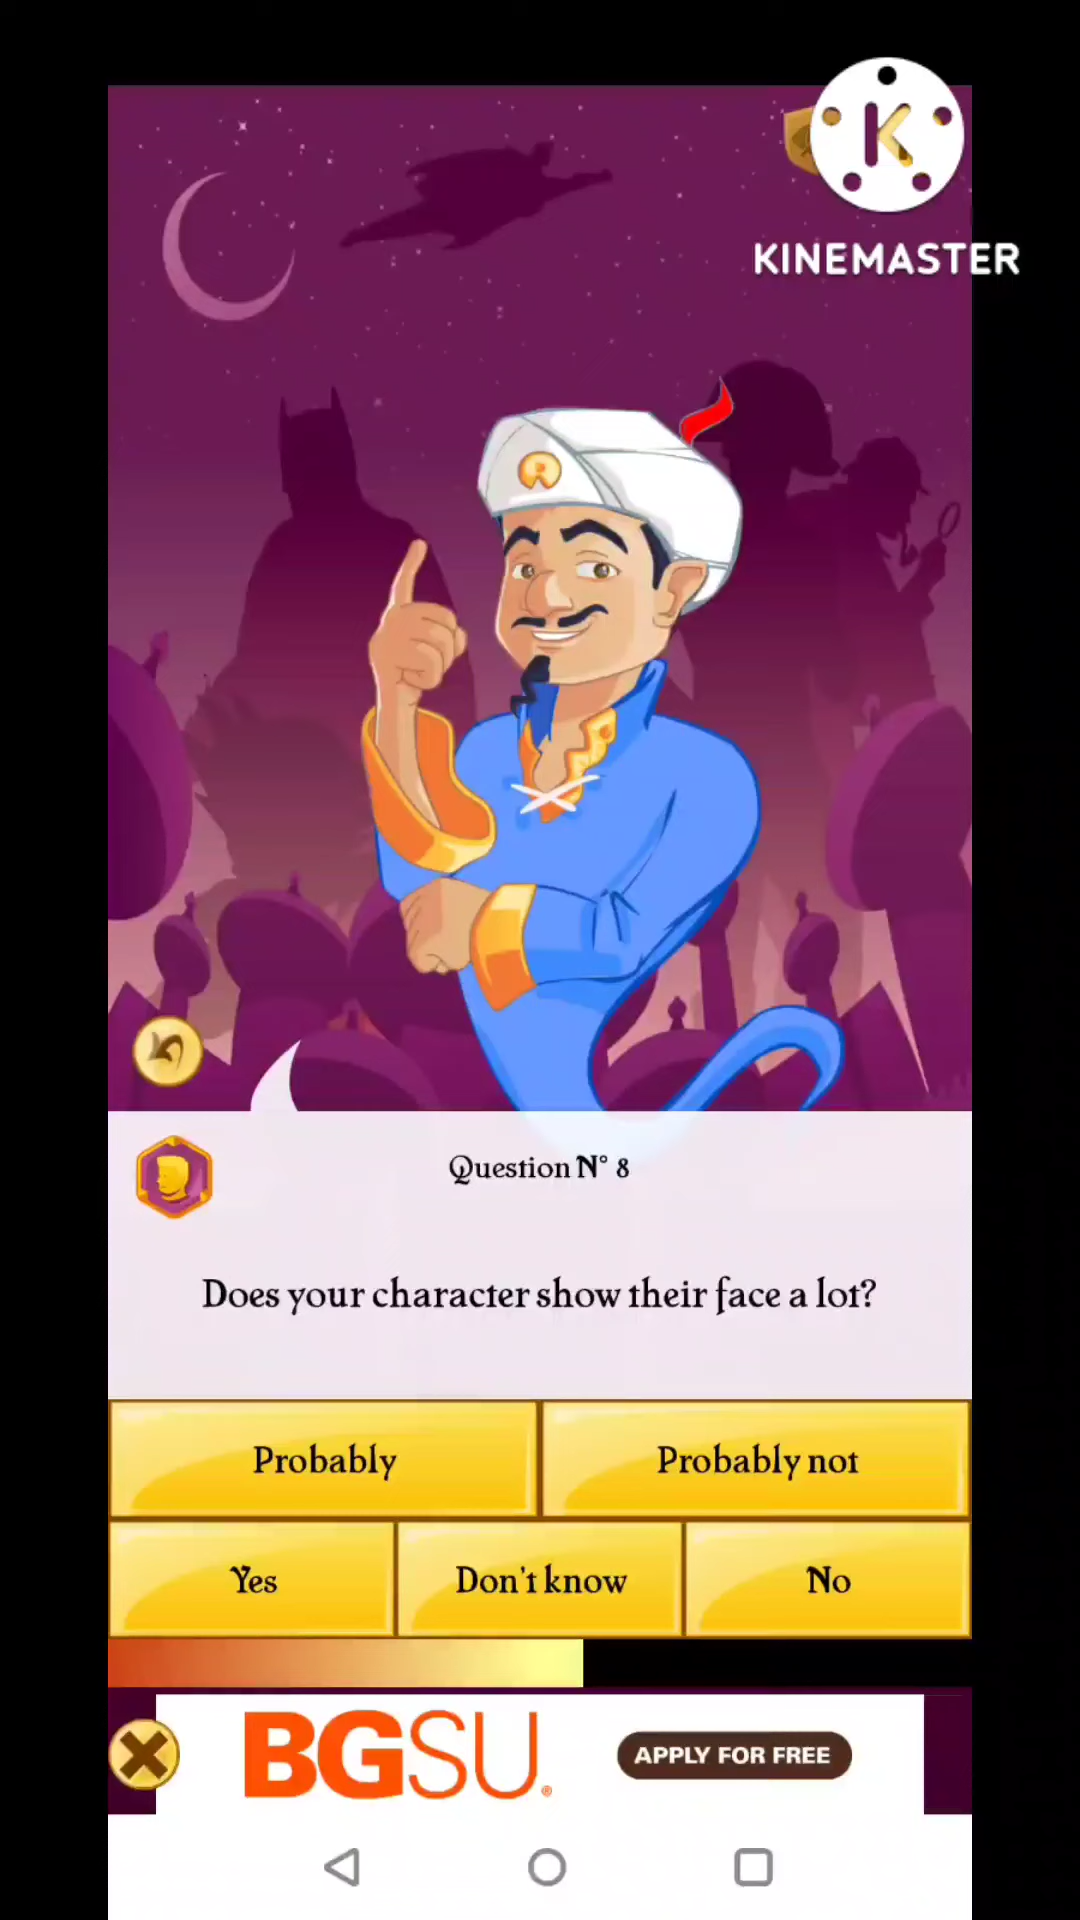 KINEMASTER
Question N° 8
Does your character show their face a lot?
Probably
Probably not
Yes
Don't know
No
BGSU®
APPLY FOR FREE